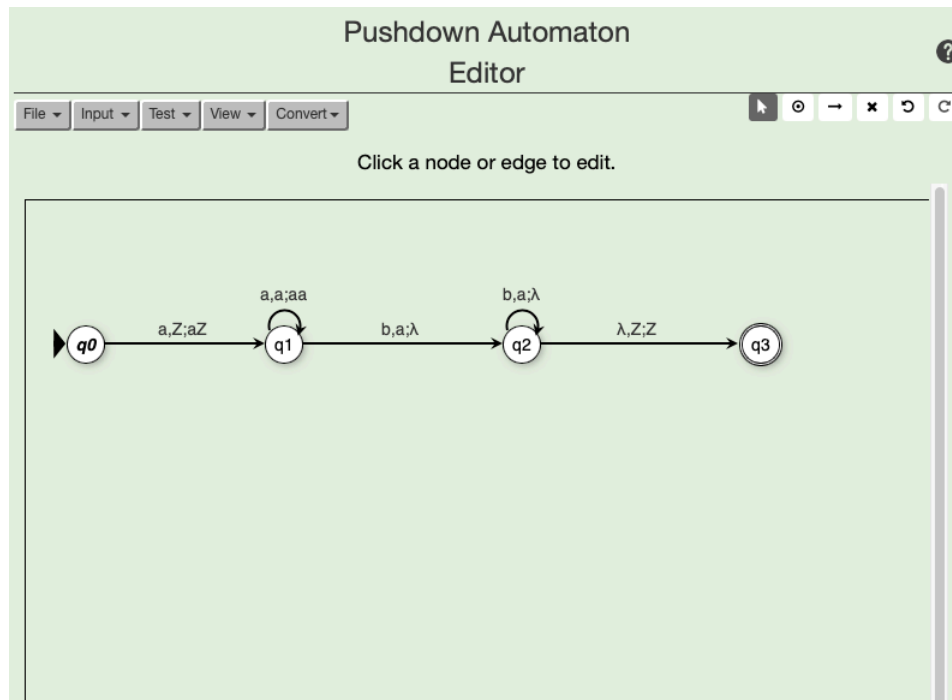 Pushdown Automaton
Editor
?
File Input Test View Convert
Click a node or edge to edit.
a,a;aa b,a;λ
a,Z;aZ b,a;λ λ,Z;Z
q0 q1 q2 q3